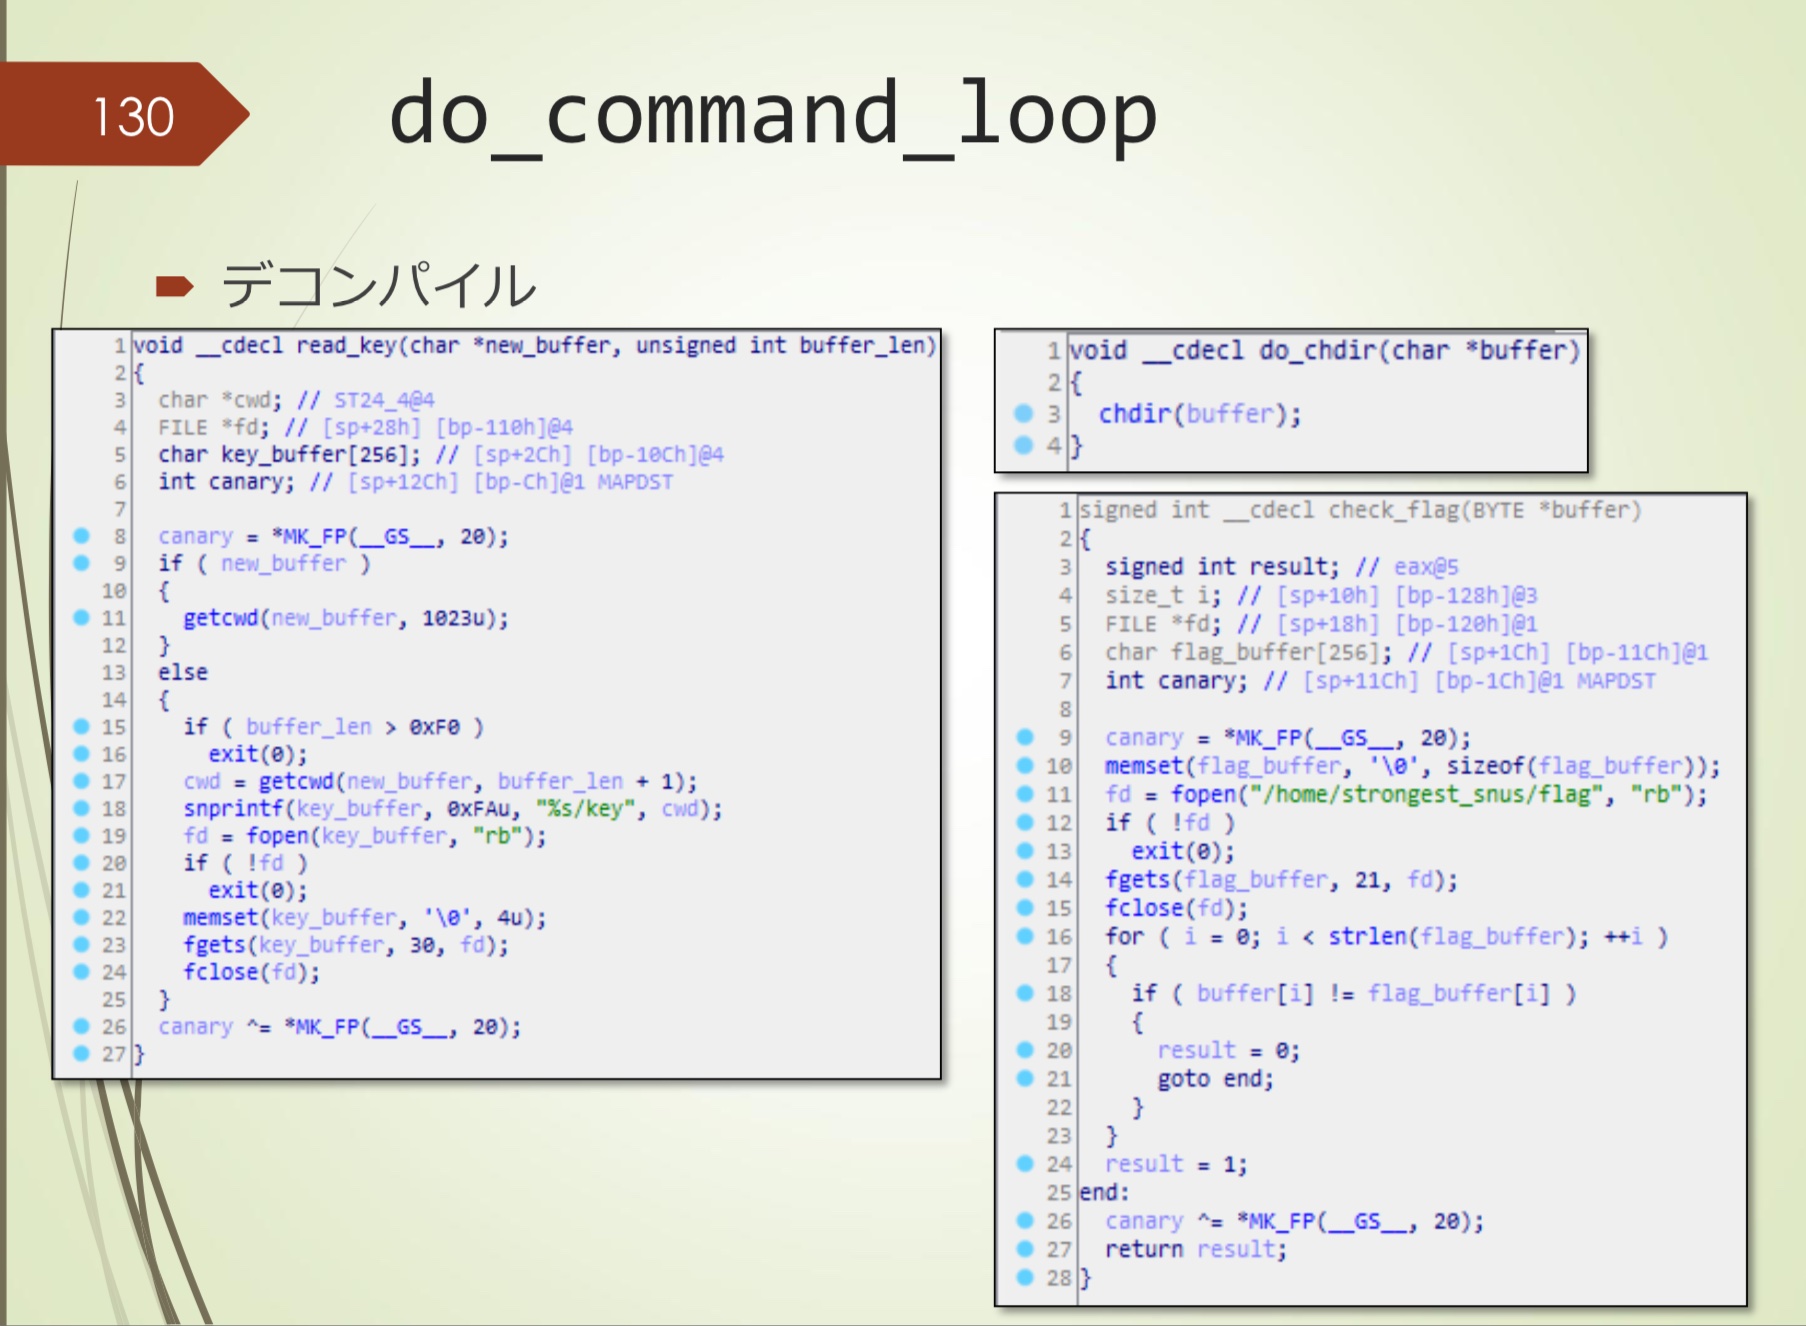 130
do_command_loop
デコンパイル
1 void __cdecl read_key(char *new_buffer, unsigned int buffer_len)
2 {
3   char *cwd; // ST24_4@4
4   FILE *fd; // [sp+28h] [bp-110h]@4
5   char key_buffer[256]; // [sp+2Ch] [bp-10Ch]@4
6   int canary; // [sp+12Ch] [bp-Ch]@1 MAPDST
7
8   canary = *MK_FP(__GS__, 20);
9   if ( new_buffer )
10   {
11     getcwd(new_buffer, 1023u);
12   }
13   else
14   {
15     if ( buffer_len > 0xF0 )
16       exit(0);
17     cwd = getcwd(new_buffer, buffer_len + 1);
18     snprintf(key_buffer, 0xFAu, "%s/key", cwd);
19     fd = fopen(key_buffer, "rb");
20     if ( !fd )
21       exit(0);
22     memset(key_buffer, '\0', 4u);
23     fgets(key_buffer, 30, fd);
24     fclose(fd);
25   }
26   canary ^= *MK_FP(__GS__, 20);
27 }
1 void __cdecl do_chdir(char *buffer)
2 {
3   chdir(buffer);
4 }
1 signed int __cdecl check_flag(BYTE *buffer)
2 {
3   signed int result; // eax@5
4   size_t i; // [sp+10h] [bp-128h]@3
5   FILE *fd; // [sp+18h] [bp-120h]@1
6   char flag_buffer[256]; // [sp+1Ch] [bp-11Ch]@1
7   int canary; // [sp+11Ch] [bp-1Ch]@1 MAPDST
8
9   canary = *MK_FP(__GS__, 20);
10   memset(flag_buffer, '\0', sizeof(flag_buffer));
11   fd = fopen("/home/strongest_snus/flag", "rb");
12   if ( !fd )
13     exit(0);
14   fgets(flag_buffer, 21, fd);
15   fclose(fd);
16   for ( i = 0; i < strlen(flag_buffer); ++i )
17   {
18     if ( buffer[i] != flag_buffer[i] )
19     {
20       result = 0;
21       goto end;
22     }
23   }
24   result = 1;
25 end:
26   canary ^= *MK_FP(__GS__, 20);
27   return result;
28 }